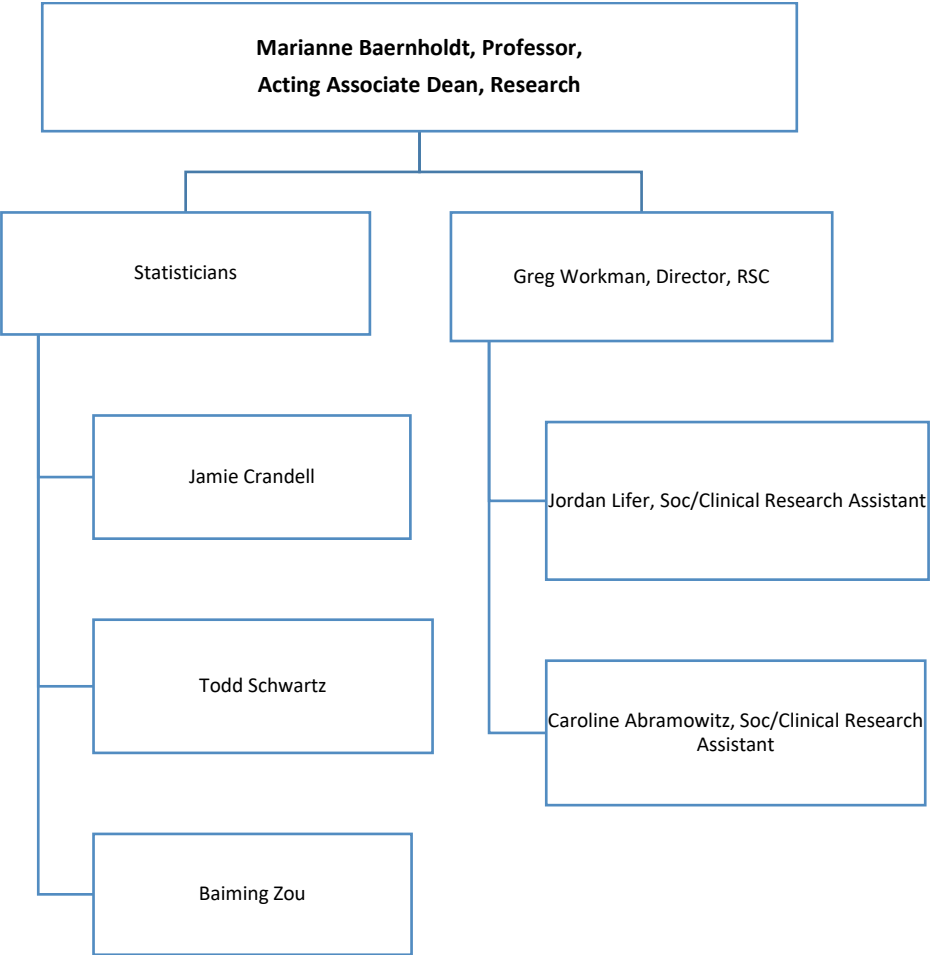 Marianne Baernholdt, Professor,
Acting Associate Dean, Research
Statisticians
Greg Workman, Director, RSC
Jamie Crandell
Jordan Lifer, Soc/Clinical Research Assistant
Todd Schwartz
Caroline Abramowitz, Soc/Clinical Research
Assistant
Baiming Zou